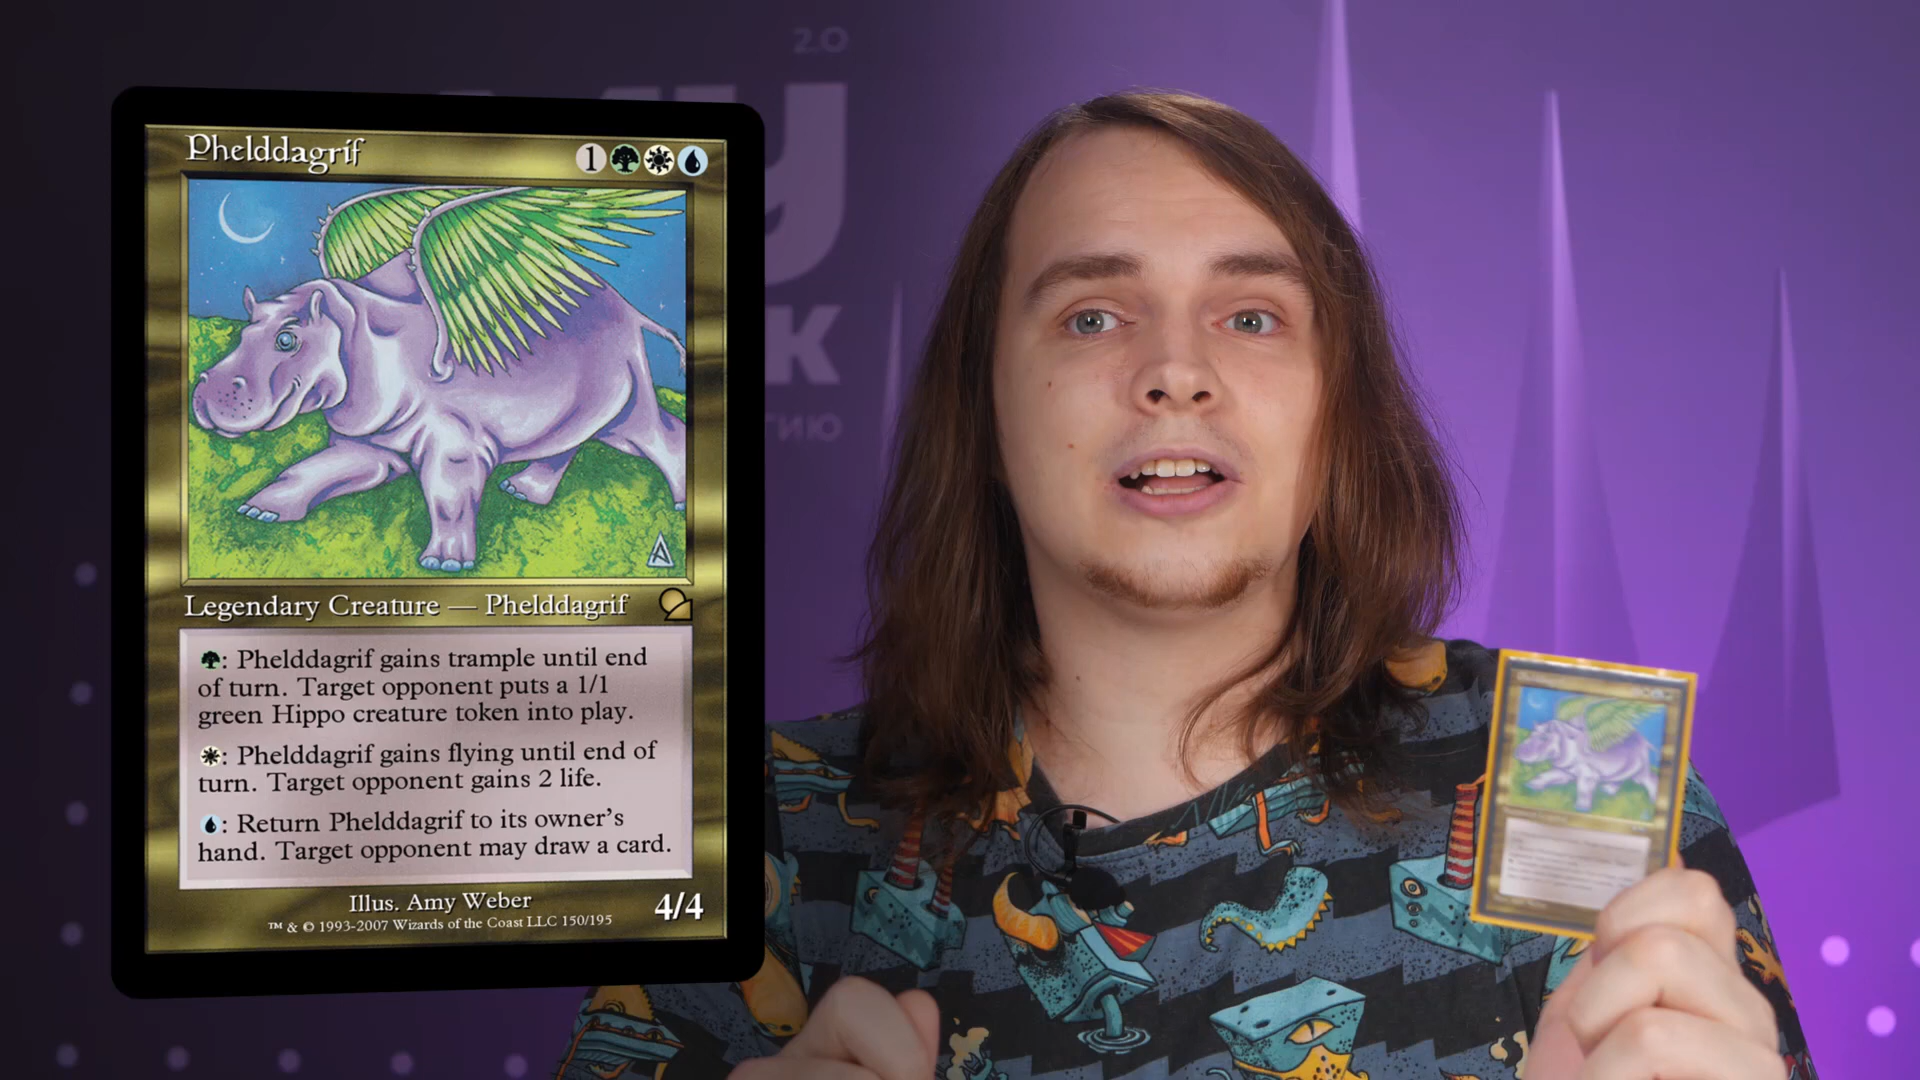 Phelddagrif
1
Legendary Creature — Phelddagrif
: Phelddagrif gains trample until end
of turn. Target opponent puts a 1/1
green Hippo creature token into play.
: Phelddagrif gains flying until end of
turn. Target opponent gains 2 life.
: Return Phelddagrif to its owner's
hand. Target opponent may draw a card.
Illus. Amy Weber
4/4
™ & © 1993-2007 Wizards of the Coast LLC 150/195
2.0